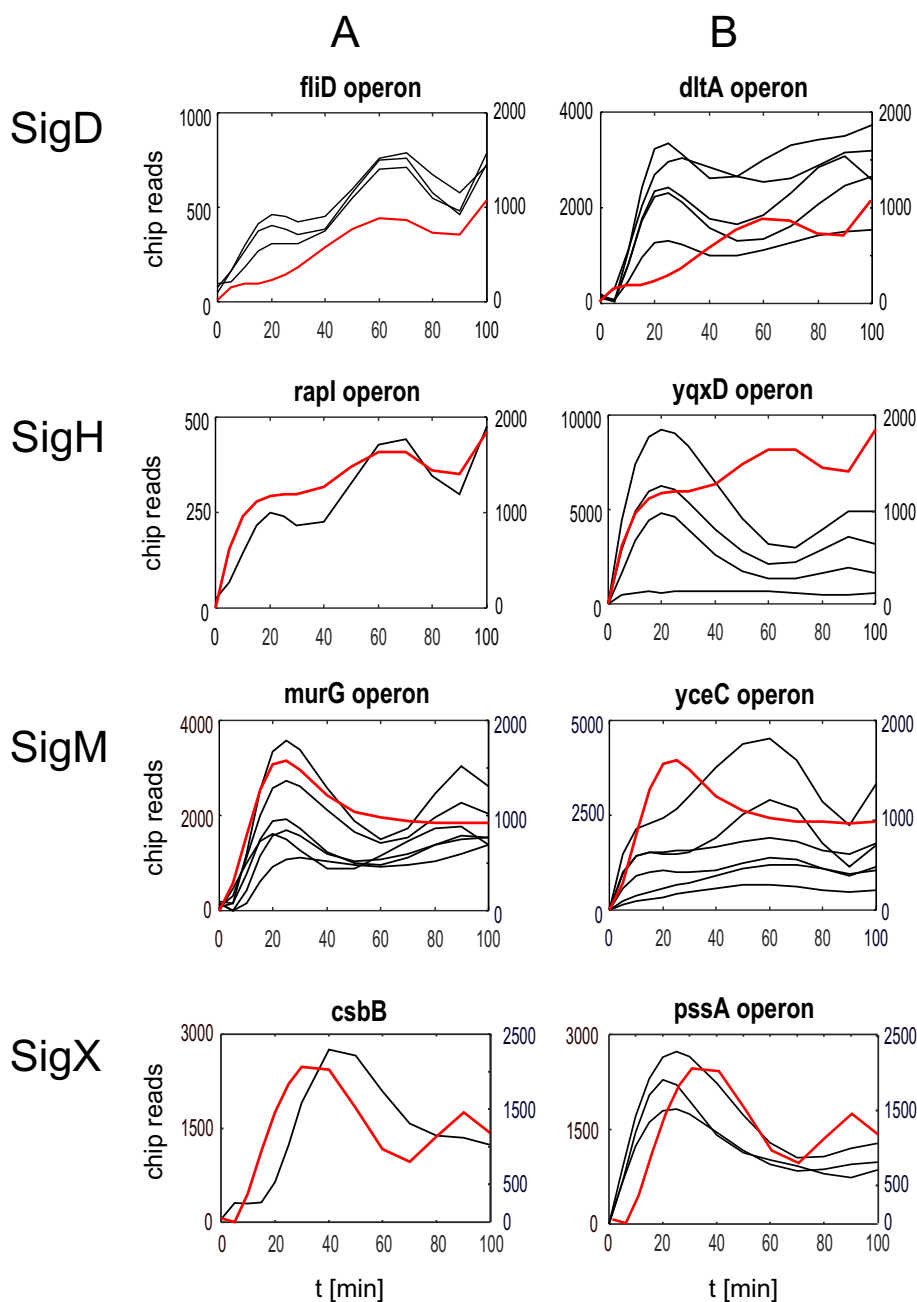 A B
fliD operon dltA operon
SigD
chip reads
1000 2000 4000 2000
500 1000 2000 1000
0 0 0 0
0 20 40 60 80 100 0 20 40 60 80 100
rapI operon yqxD operon
SigH
chip reads
500 2000 10000 2000
250 1000 5000 1000
0 0 0 0
0 20 40 60 80 100 0 20 40 60 80 100
murG operon yceC operon
SigM
chip reads
4000 2000 5000 2000
2000 1000 2500 1000
0 0 0 0
0 20 40 60 80 100 0 20 40 60 80 100
csbB pssA operon
SigX
chip reads
3000 2500 3000 2500
2000 2000
1500 1500 1500 1500
1000 1000
500 500
0 0 0 0
0 20 40 60 80 100 0 20 40 60 80 100
t [min] t [min]